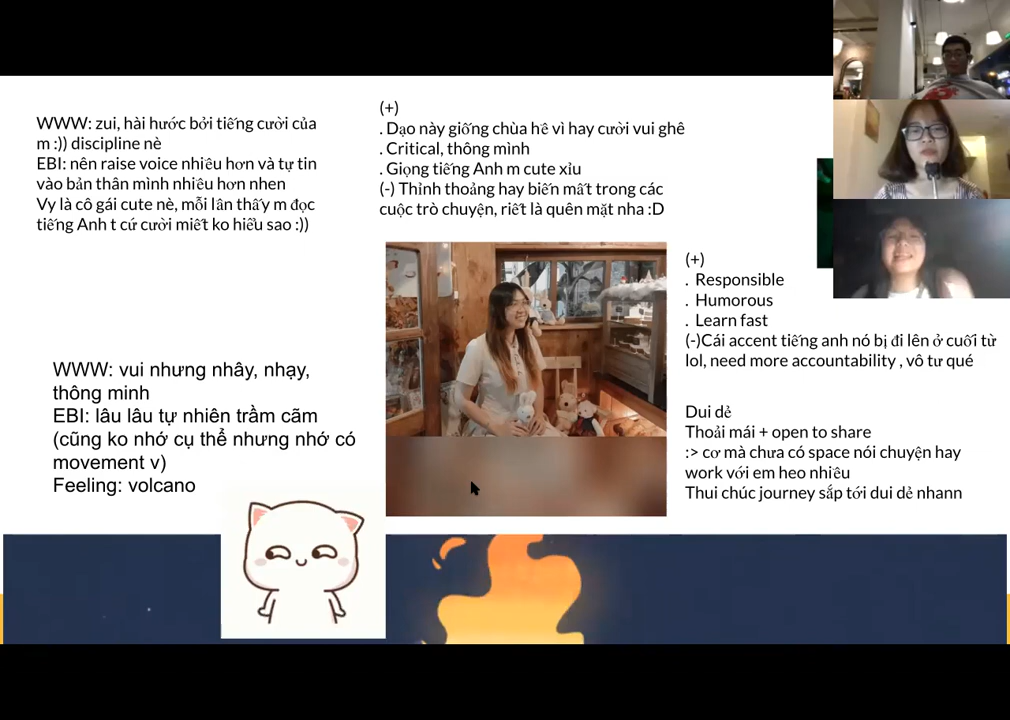 WWW: zui, hài hước bởi tiếng cười của
m :)) discipline nè
EBI: nên raise voice nhiều hơn và tự tin
vào bản thân mình nhiều hơn nhen
Vy là cô gái cute nè, mỗi lần thấy m đọc
tiếng Anh t cứ cười miết ko hiểu sao :))
(+)
. Dạo này giống chùa hề vì hay cười vui ghê
. Critical, thông mình
. Giọng tiếng Anh m cute xỉu
(-) Thình thoảng hay biến mất trong các
cuộc trò chuyện, riết là quên mặt nha :D
(+)
. Responsible
. Humorous
. Learn fast
(-)Cái accent tiếng anh nó bị đi lên ở cuối từ
lol, need more accountability , vô tư qué
WWW: vui nhưng nhây, nhạy,
thông minh
EBI: lâu lâu tự nhiên trầm cãm
(cũng ko nhớ cụ thể nhưng nhớ có
movement v)
Feeling: volcano
Dui dẻ
Thoải mái + open to share
:> cơ mà chưa có space nói chuyện hay
work với em heo nhiều
Thui chúc journey sắp tới dui dẻ nhann